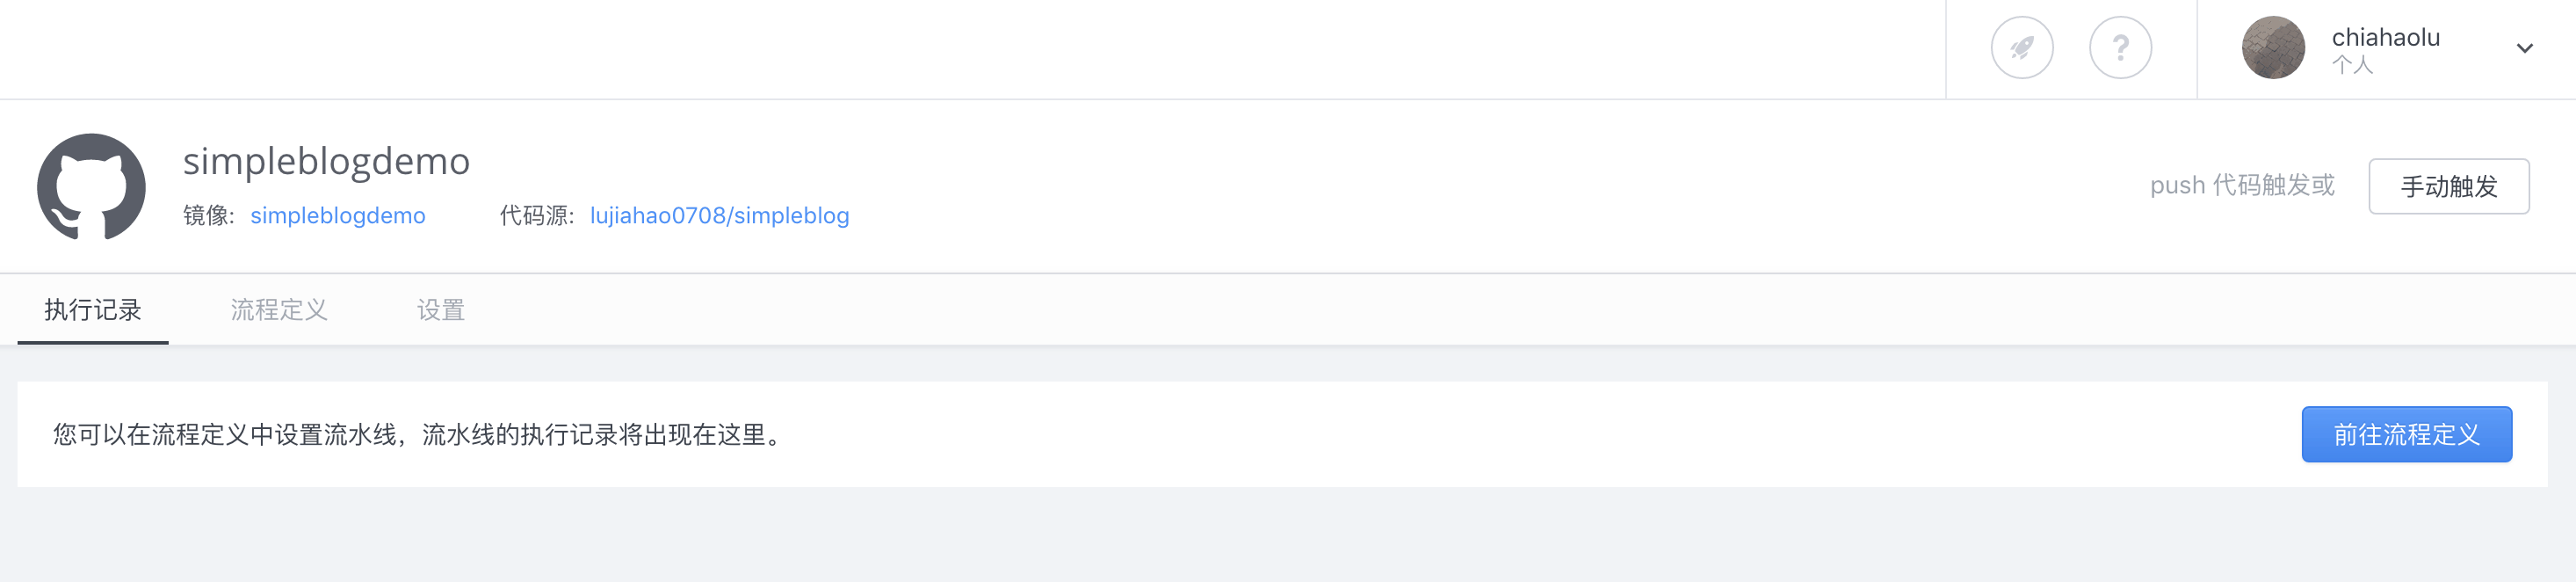 chiahaolu
个人
simpleblogdemo
镜像: simpleblogdemo 代码源: lujiahao0708/simpleblog
push 代码触发或 手动触发
执行记录 流程定义 设置
您可以在流程定义中设置流水线，流水线的执行记录将出现在这里。 前往流程定义